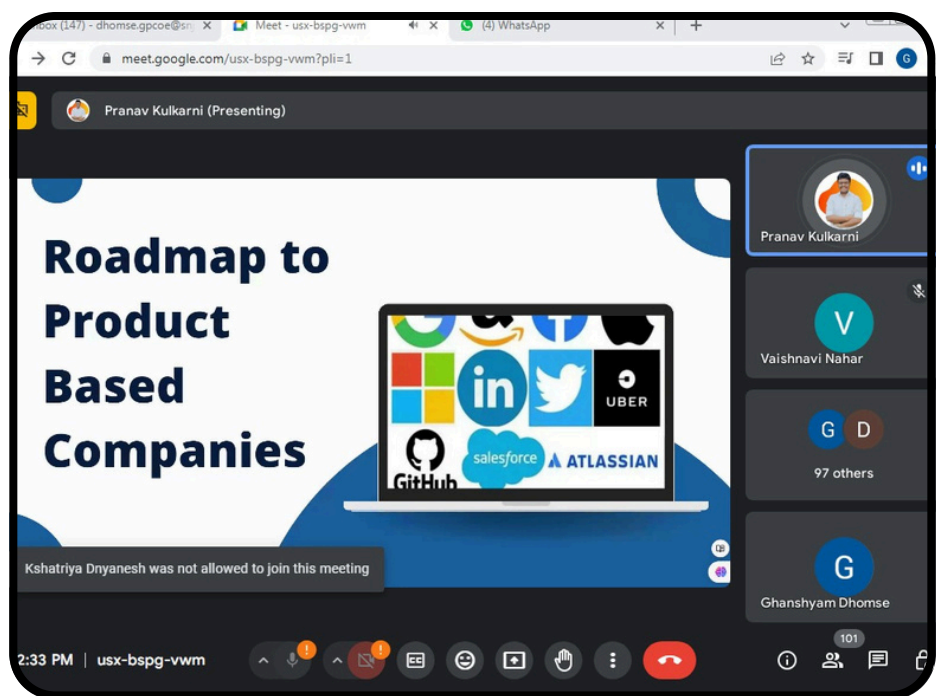 nbox (147) - dhomse.gpcoe@sn
Meet - usx-bspg-vwm
(4) WhatsApp
meet.google.com/usx-bspg-vwm?pli=1
G
Pranav Kulkarni (Presenting)
Roadmap to
Product
Based
Companies
in
UBER
GitHub
salesforce
ATLASSIAN
Pranav Kulkarni
V
Vaishnavi Nahar
G D
97 others
G
Ghanshyam Dhomse
Kshatriya Dnyanesh was not allowed to join this meeting
2:33 PM | usx-bspg-vwm
CC
101